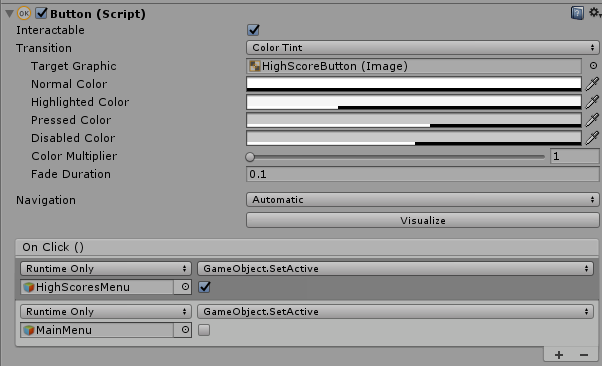 OK Button (Script)
Interactable
Transition Color Tint
Target Graphic HighScoreButton (Image)
Normal Color
Highlighted Color
Pressed Color
Disabled Color
Color Multiplier 1
Fade Duration 0.1
Navigation Automatic
Visualize
On Click ()
Runtime Only GameObject.SetActive
HighScoresMenu
Runtime Only GameObject.SetActive
MainMenu